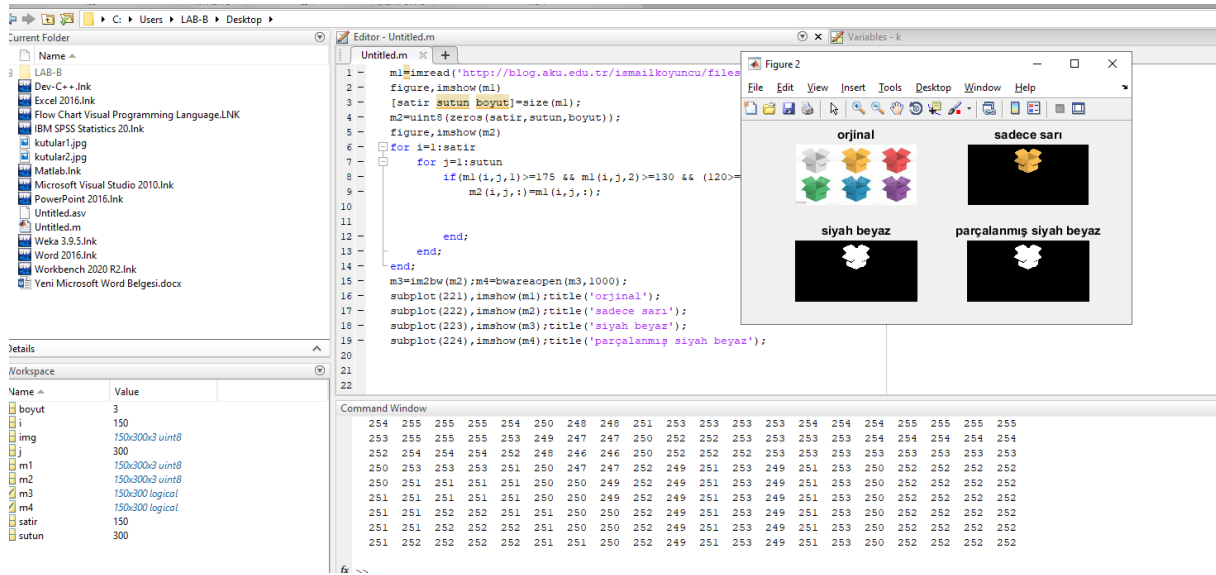 C: ▸ Users ▸ LAB-B ▸ Desktop ▸
Current Folder
Name
LAB-B
Dev-C++.lnk
Excel 2016.lnk
Flow Chart Visual Programming Language.LNK
IBM SPSS Statistics 20.lnk
kutular1.jpg
kutular2.jpg
Matlab.lnk
Microsoft Visual Studio 2010.lnk
PowerPoint 2016.lnk
Untitled.asv
Untitled.m
Weka 3.9.5.lnk
Word 2016.lnk
Workbench 2020 R2.lnk
Yeni Microsoft Word Belgesi.docx
Details
Workspace
Name Value
boyut 3
i 150
img 150x300x3 uint8
j 300
m1 150x300x3 uint8
m2 150x300x3 uint8
m3 150x300 logical
m4 150x300 logical
satir 150
sutun 300
Editor - Untitled.m
Variables - k
Untitled.m
1 – m1=imread('http://blog.aku.edu.tr/ismailkoyuncu/files
2 – figure,imshow(m1)
3 – [satir sutun boyut]=size(m1);
4 – m2=uint8(zeros(satir,sutun,boyut));
5 – figure,imshow(m2)
6 – for i=1:satir
7 – for j=1:sutun
8 – if(m1(i,j,1)>=175 && m1(i,j,2)>=130 && (120>=
9 – m2(i,j,:)=m1(i,j,:);
10
11
12 – end;
13 – end;
14 – end;
15 – m3=im2bw(m2);m4=bwareaopen(m3,1000);
16 – subplot(221),imshow(m1);title('orjinal');
17 – subplot(222),imshow(m2);title('sadece sarı');
18 – subplot(223),imshow(m3);title('siyah beyaz');
19 – subplot(224),imshow(m4);title('parçalanmış siyah beyaz');
20
21
22
Figure 2
File Edit View Insert Tools Desktop Window Help
orjinal sadece sarı
siyah beyaz parçalanmış siyah beyaz
Command Window
254 255 255 255 254 250 248 248 251 253 253 253 253 254 254 254 255 255 255 255
253 255 255 255 253 249 247 247 250 252 252 253 253 253 254 254 254 254 254 254
252 254 254 254 252 248 246 246 250 252 252 252 253 253 253 253 253 253 253 253
250 253 253 253 251 250 247 247 252 249 251 253 249 251 253 250 252 252 252 252
250 251 251 251 251 250 250 249 252 249 251 253 249 251 253 250 252 252 252 252
251 251 251 251 251 250 250 249 252 249 251 253 249 251 253 250 252 252 252 252
251 251 252 252 251 251 250 250 252 249 251 253 249 251 253 250 252 252 252 252
251 251 252 252 252 251 250 250 252 249 251 253 249 251 253 250 252 252 252 252
251 252 252 252 252 251 251 250 252 249 251 253 249 251 253 250 252 252 252 252
fx >>